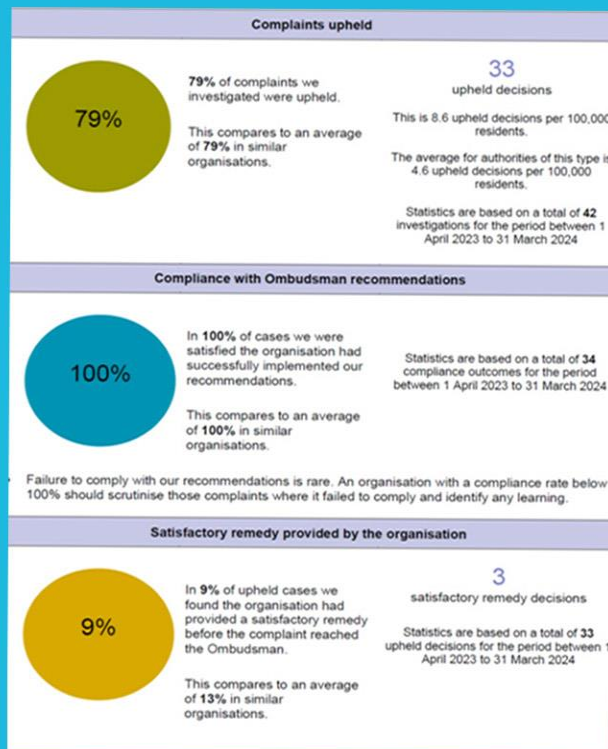 Complaints upheld
79%
79% of complaints we
investigated were upheld.
This compares to an average
of 79% in similar
organisations.
33
upheld decisions
This is 8.6 upheld decisions per 100,000
residents.
The average for authorities of this type is
4.6 upheld decisions per 100,000
residents.
Statistics are based on a total of 42
investigations for the period between 1
April 2023 to 31 March 2024
Compliance with Ombudsman recommendations
100%
In 100% of cases we were
satisfied the organisation had
successfully implemented our
recommendations.
This compares to an average
of 100% in similar
organisations.
Statistics are based on a total of 34
compliance outcomes for the period
between 1 April 2023 to 31 March 2024
Failure to comply with our recommendations is rare. An organisation with a compliance rate below
100% should scrutinise those complaints where it failed to comply and identify any learning.
Satisfactory remedy provided by the organisation
9%
In 9% of upheld cases we
found the organisation had
provided a satisfactory remedy
before the complaint reached
the Ombudsman.
This compares to an average
of 13% in similar
organisations.
3
satisfactory remedy decisions
Statistics are based on a total of 33
upheld decisions for the period between 1
April 2023 to 31 March 2024